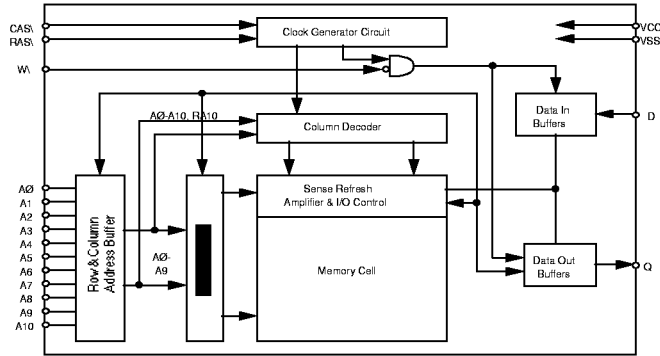 CAS\
RAS\
W\
Clock Generator Circuit
VCC
VSS
AØ-A10, RA10
Column Decoder
Data In
Buffers
D
AØ
A1
A2
A3
A4
A5
A6
A7
A8
A9
A10
Row & Column
Address Buffer
AØ-
A9
Sense Refresh
Amplifier & I/O Control
Memory Cell
Data Out
Buffers
Q